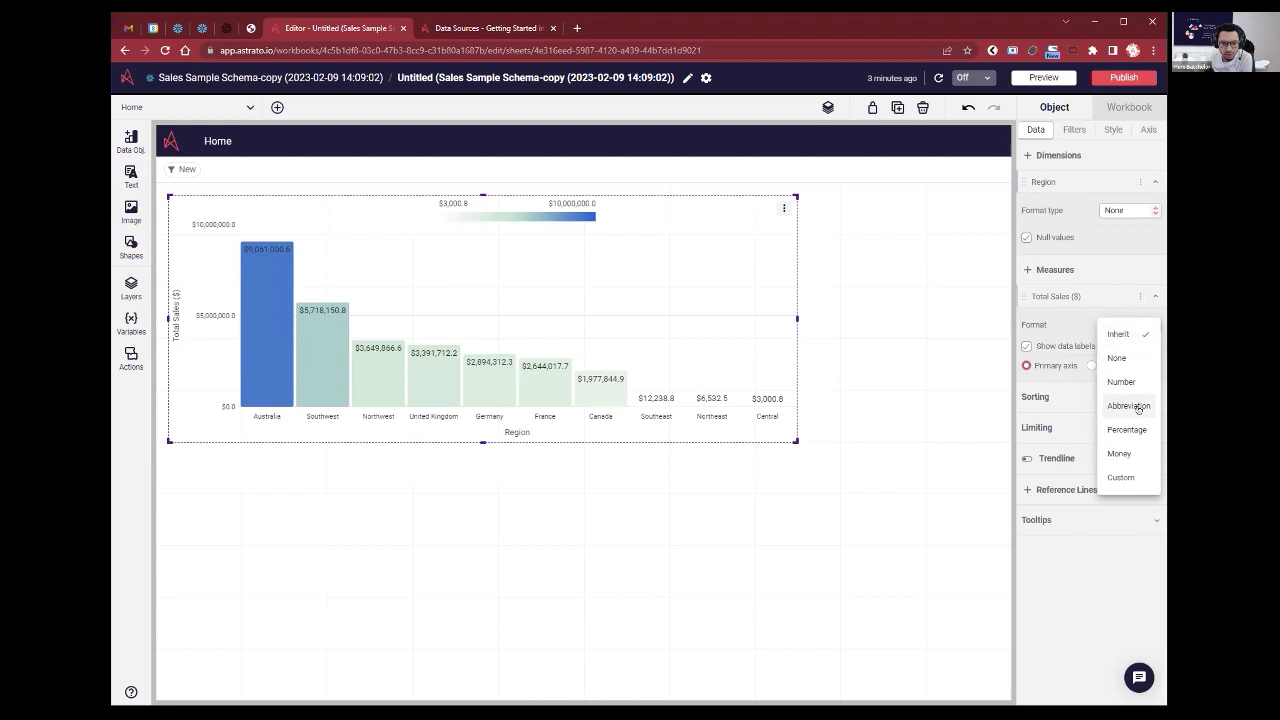 Editor - Untitled (Sales Sample S
Data Sources - Getting Started in
app.astrato.io/workbooks/4c5b1df8-03c0-47b3-8cc9-c31b80a1687b/edit/sheets/4e316eed-5987-4120-a439-44b7dd1d9021
New
Piers Batchelor
Sales Sample Schema-copy (2023-02-09 14:09:02)) / Untitled (Sales Sample Schema-copy (2023-02-09 14:09:02))
3 minutes ago
Off
Preview
Publish
Home
Object
Workbook
Data Obj.
Text
Image
Shapes
Layers
Variables
Actions
Home
New
Data
Filters
Style
Axis
Dimensions
Region
Format type
None
Null values
Measures
Total Sales ($)
Format
Show data labels
Primary axis
Sorting
Limiting
Trendline
Reference Lines
Tooltips
Inherit
None
Number
Abbreviation
Percentage
Money
Custom
$3,000.8
$10,000,000.0
$10,000,000.0
$5,000,000.0
$0.0
Total Sales ($)
$9,061,000.6
$5,718,150.8
$3,649,866.6
$3,391,712.2
$2,894,312.3
$2,644,017.7
$1,977,844.9
$12,238.8
$6,532.5
$3,000.8
Australia
Southwest
Northwest
United Kingdom
Germany
France
Canada
Southeast
Northeast
Central
Region